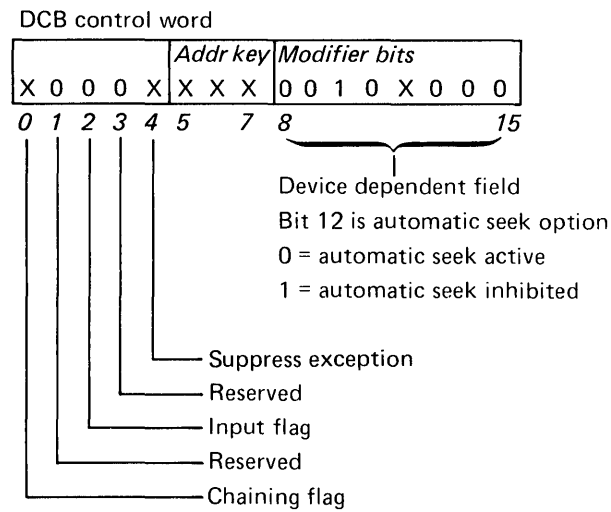 DCB control word
Addr key Modifier bits
X 0 0 0 X X X X 0 0 1 0 X 0 0 0
0 1 2 3 4 5 7 8 15
Device dependent field
Bit 12 is automatic seek option
0 = automatic seek active
1 = automatic seek inhibited
Suppress exception
Reserved
Input flag
Reserved
Chaining flag